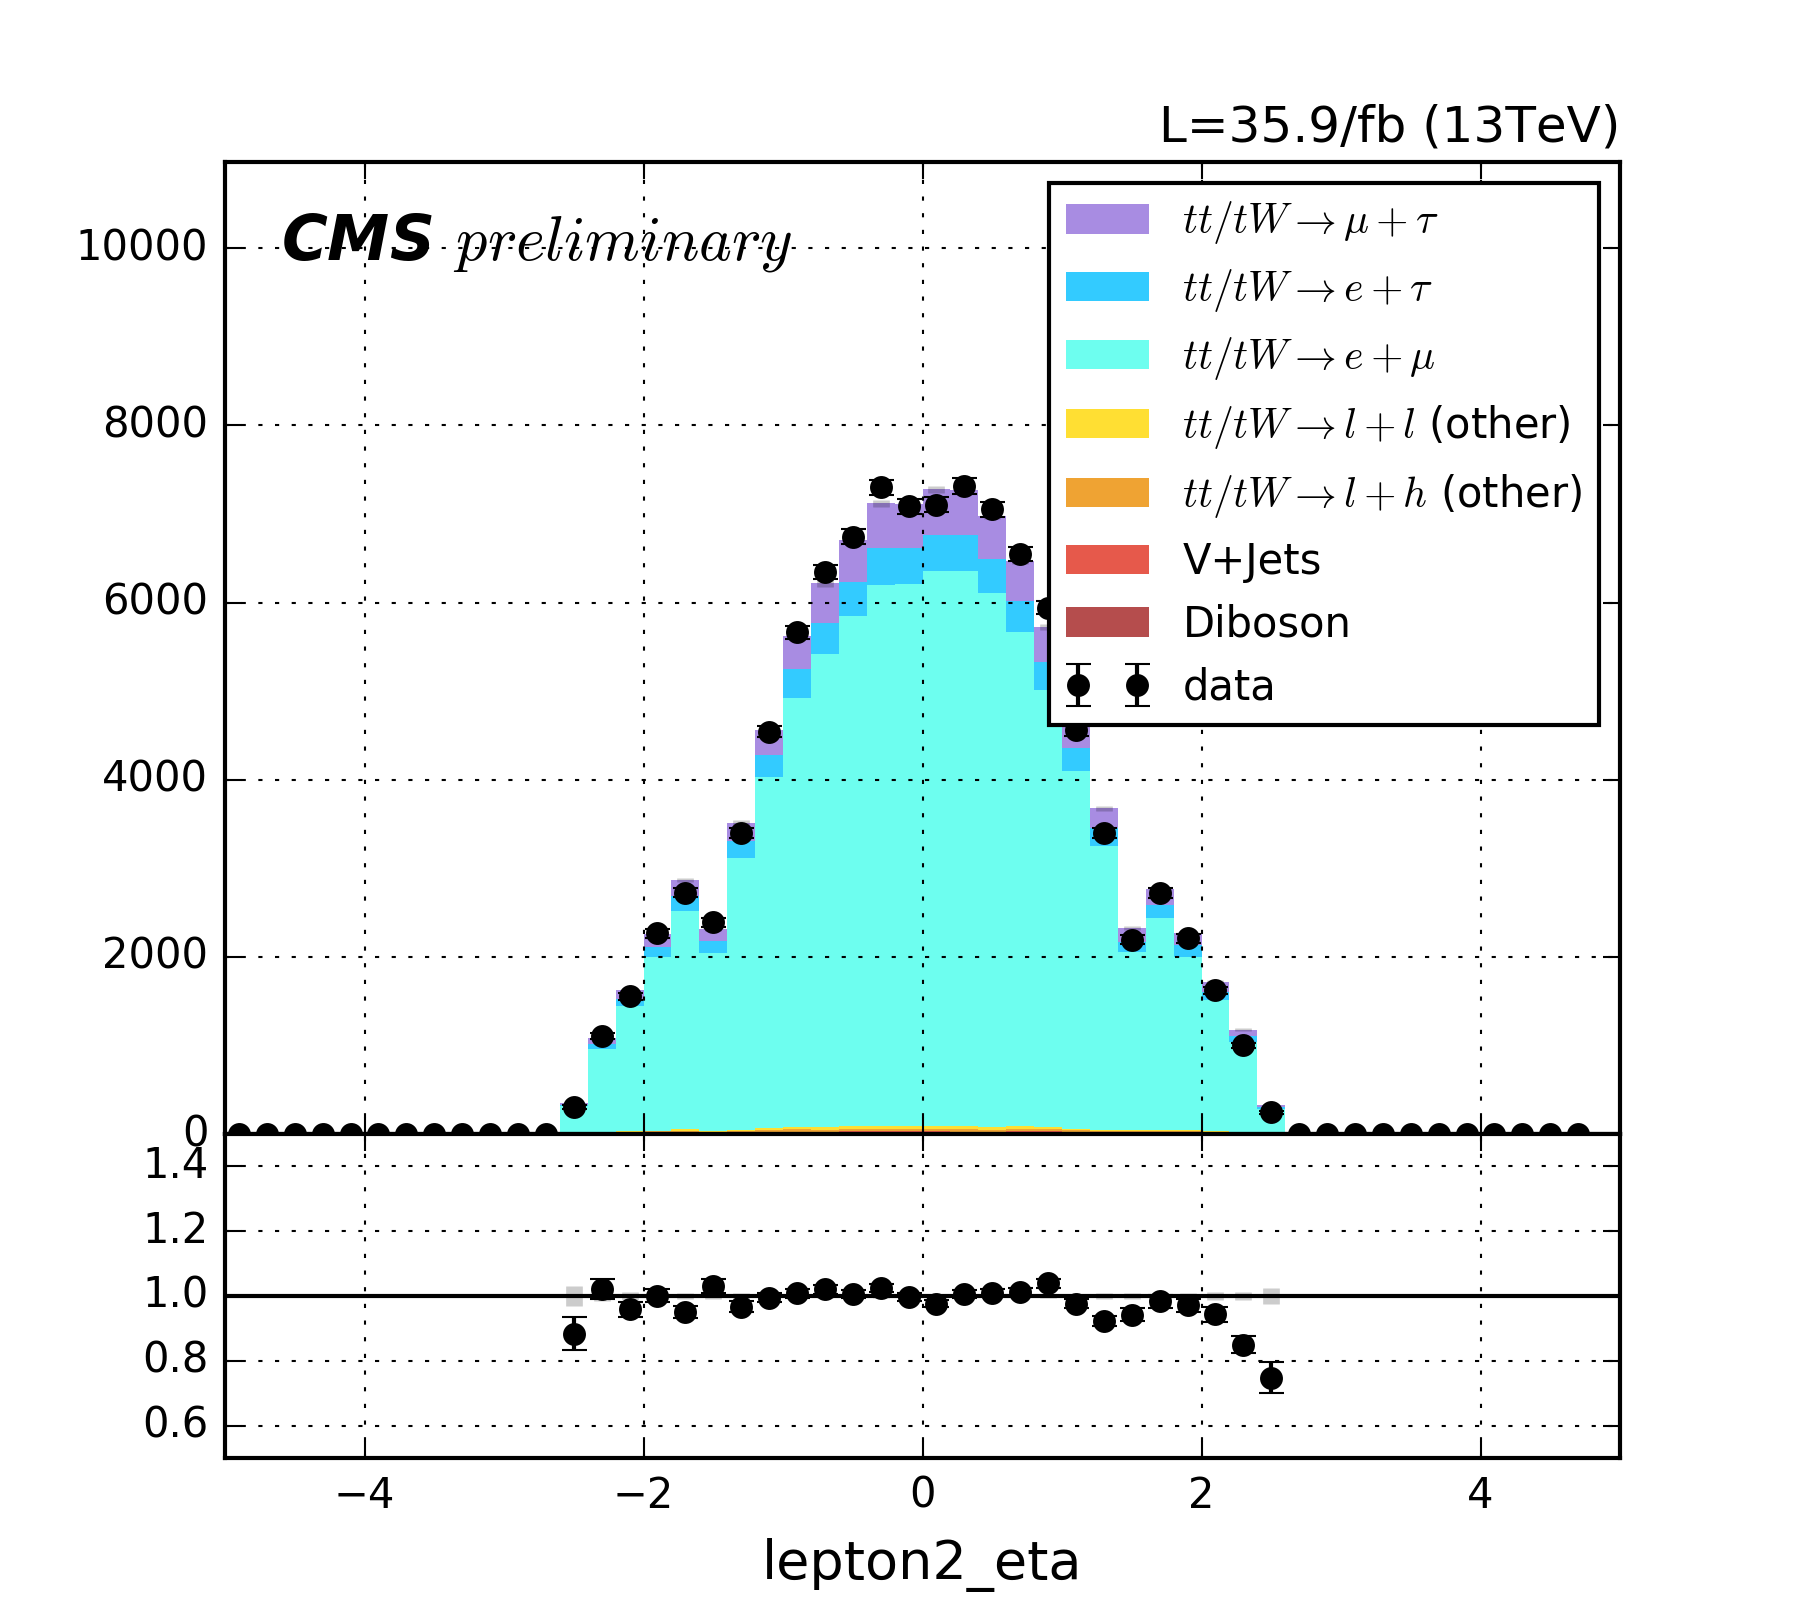 L=35.9/fb (13TeV)
CMS preliminary
tt/tW→μ+τ
tt/tW→e+τ
tt/tW→e+μ
tt/tW→l+l (other)
tt/tW→l+h (other)
V+Jets
Diboson
data
10000
8000
6000
4000
2000
0
1.4
1.2
1.0
0.8
0.6
−4 −2 0 2 4
lepton2_eta